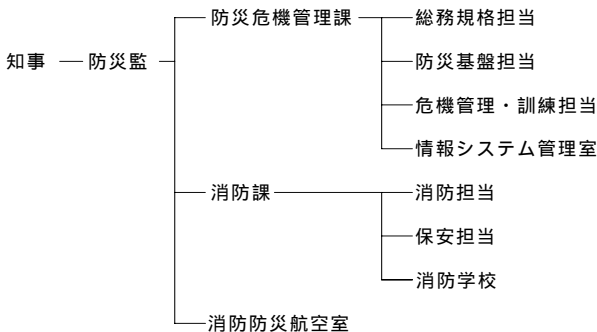 防災危機管理課
総務規格担当
知事
防災監
防災基盤担当
危機管理・訓練担当
情報システム管理室
消防課
消防担当
保安担当
消防学校
消防防災航空室